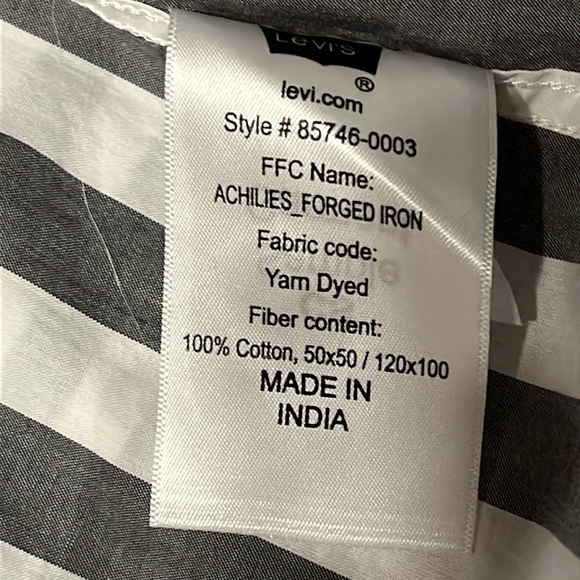 Levi's
®
levi.com
Style # 85746-0003
FFC Name:
ACHILIES_FORGED IRON
Fabric code:
Yarn Dyed
Fiber content:
100% Cotton, 50x50 / 120x100
MADE IN
INDIA